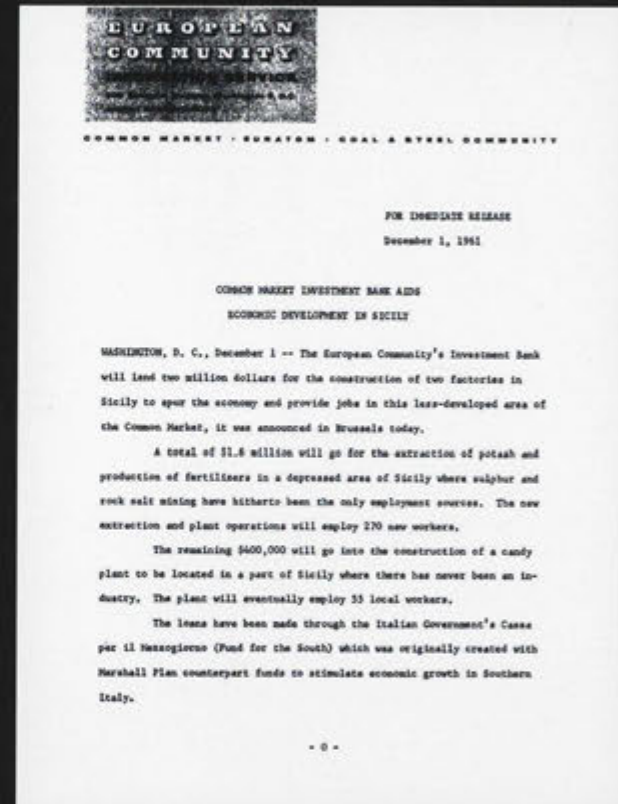 EUROPEAN
COMMUNITY
INFORMATION SERVICE
COMMON MARKET · EURATOM · COAL & STEEL COMMUNITY
FOR IMMEDIATE RELEASE
December 1, 1961
COMMON MARKET INVESTMENT BANK AIDS
ECONOMIC DEVELOPMENT IN SICILY
WASHINGTON, D. C., December 1 -- The European Community's Investment Bank
will lend two million dollars for the construction of two factories in
Sicily to spur the economy and provide jobs in this less-developed area of
the Common Market, it was announced in Brussels today.
A total of $1.6 million will go for the extraction of potash and
production of fertilizers in a depressed area of Sicily where sulphur and
rock salt mining have hitherto been the only employment sources. The new
extraction and plant operations will employ 270 new workers.
The remaining $400,000 will go into the construction of a candy
plant to be located in a part of Sicily where there has never been an in-
dustry. The plant will eventually employ 55 local workers.
The loans have been made through the Italian Government's Cassa
per il Mezzogiorno (Fund for the South) which was originally created with
Marshall Plan counterpart funds to stimulate economic growth in Southern
Italy.
- 0 -